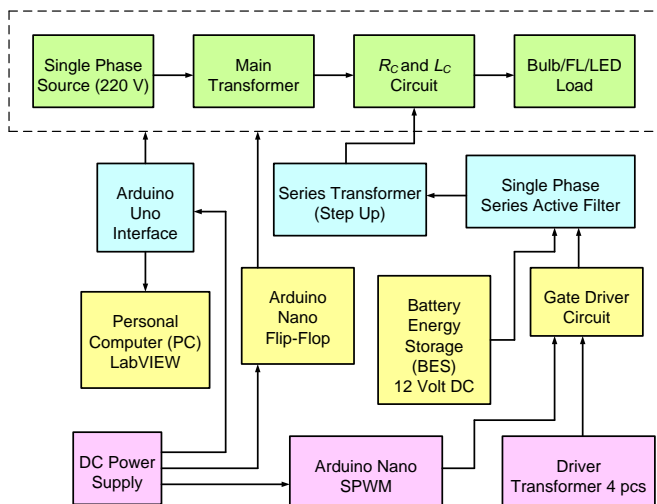 Single Phase
Source (220 V)
Main
Transformer
RC and LC
Circuit
Bulb/FL/LED
Load
Arduino
Uno
Interface
Series Transformer
(Step Up)
Single Phase
Series Active Filter
Personal
Computer (PC)
LabVIEW
Arduino
Nano
Flip-Flop
Battery
Energy
Storage
(BES)
12 Volt DC
Gate Driver
Circuit
DC Power
Supply
Arduino Nano
SPWM
Driver
Transformer 4 pcs